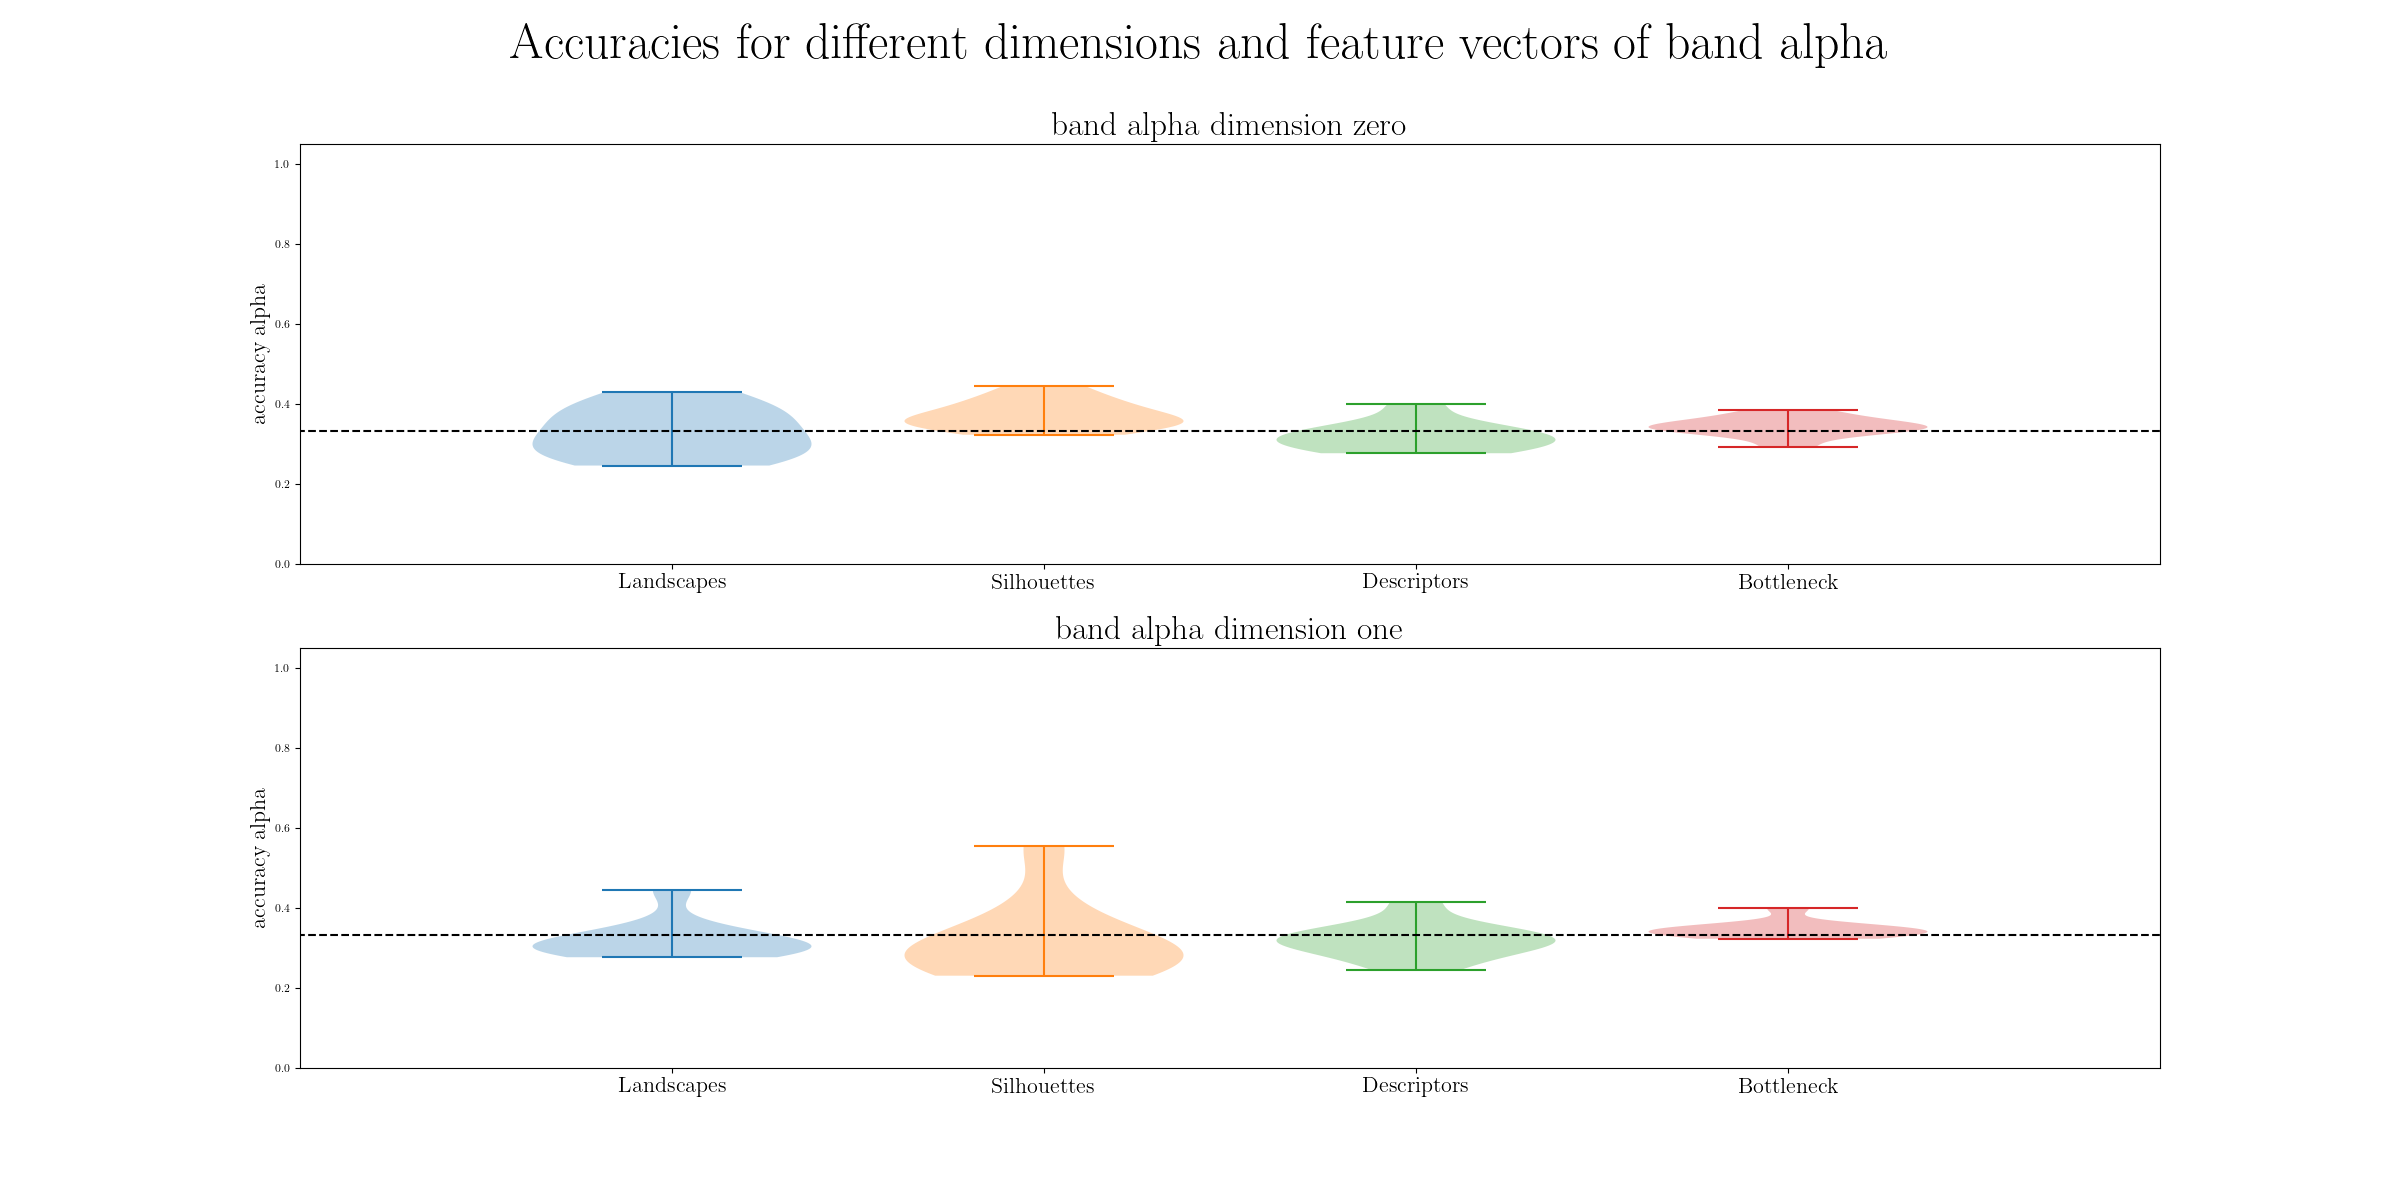 Accuracies for different dimensions and feature vectors of band alpha
band alpha dimension zero
1.0
0.8
0.6
0.4
0.2
0.0
accuracy alpha
Landscapes Silhouettes Descriptors Bottleneck
band alpha dimension one
1.0
0.8
0.6
0.4
0.2
0.0
accuracy alpha
Landscapes Silhouettes Descriptors Bottleneck